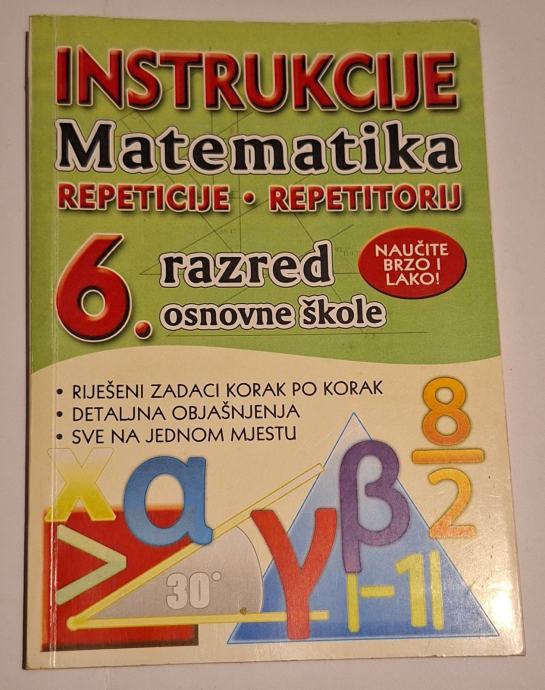 INSTRUKCIJE
Matematika
REPETICIJE • REPETITORIJ
6. razred
osnovne škole
NAUČITE
BRZO I
LAKO!
• RIJEŠENI ZADACI KORAK PO KORAK
• DETALJNA OBJAŠNJENJA
• SVE NA JEDNOM MJESTU
8
2
x
α
β
>
γ
30°
|-1|